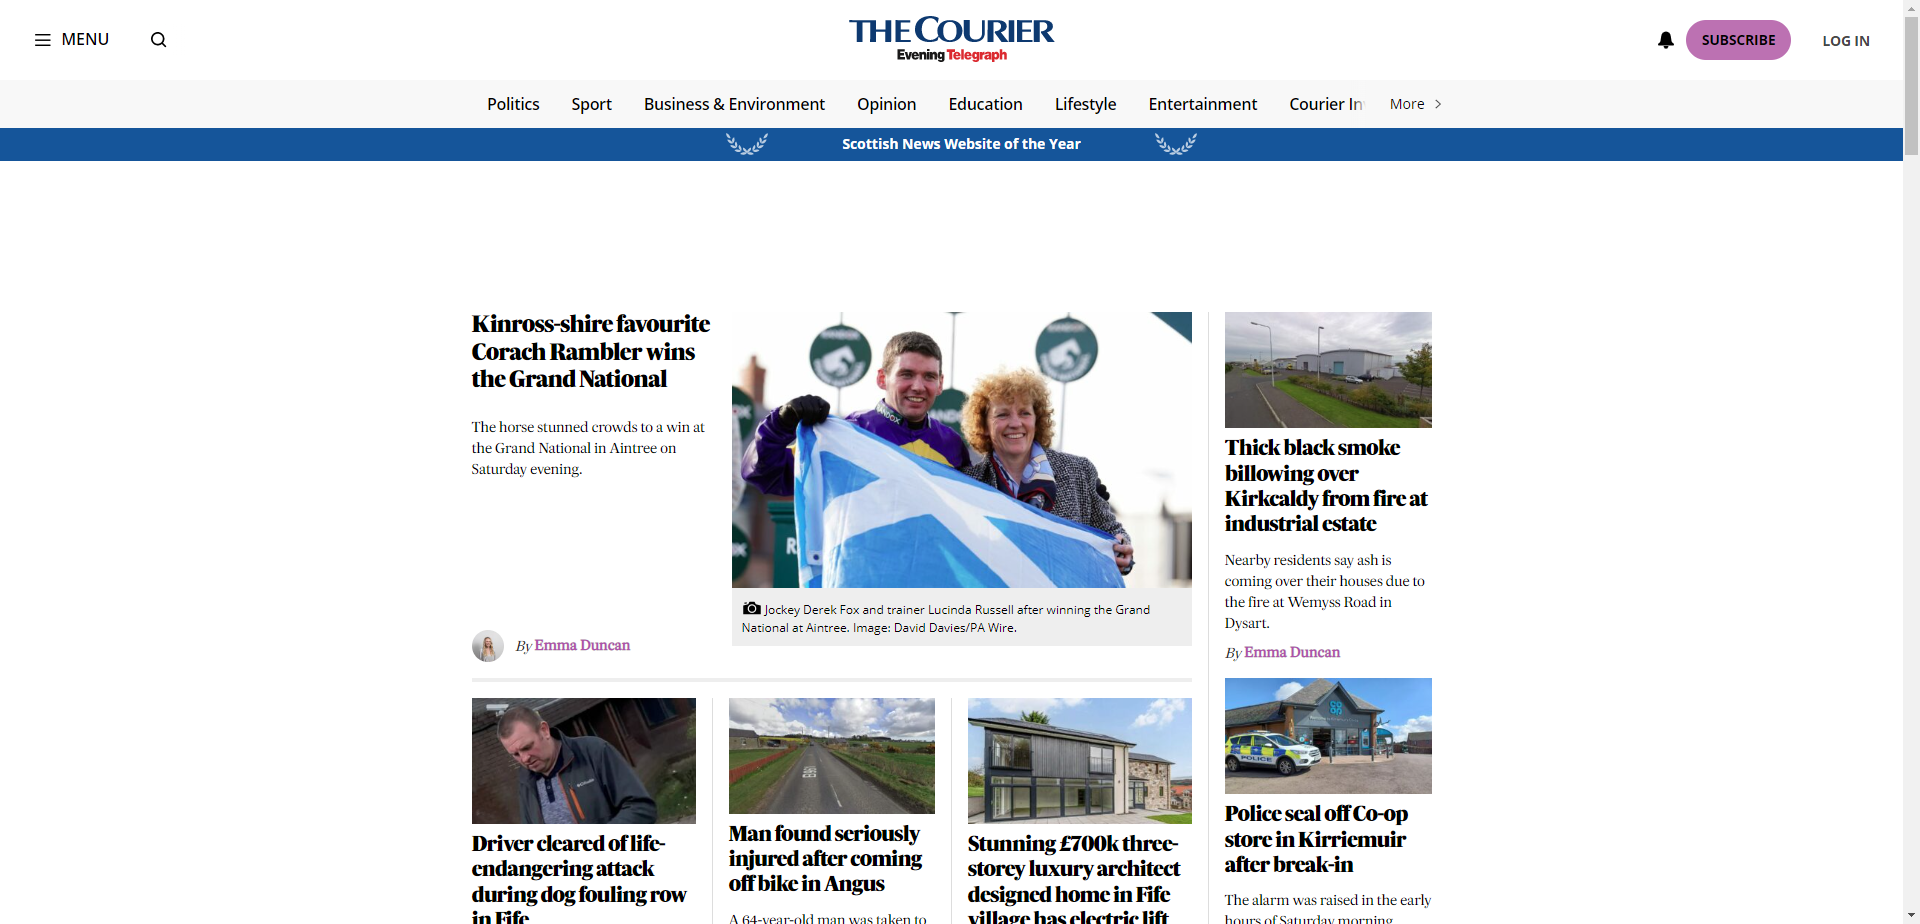 MENU
THE COURIER
Evening Telegraph
SUBSCRIBE
LOG IN
Politics
Sport
Business & Environment
Opinion
Education
Lifestyle
Entertainment
Courier In
More
Scottish News Website of the Year
Kinross-shire favourite
Corach Rambler wins
the Grand National
The horse stunned crowds to a win at
the Grand National in Aintree on
Saturday evening.
By Emma Duncan
Jockey Derek Fox and trainer Lucinda Russell after winning the Grand
National at Aintree. Image: David Davies/PA Wire.
Thick black smoke
billowing over
Kirkcaldy from fire at
industrial estate
Nearby residents say ash is
coming over their houses due to
the fire at Wemyss Road in
Dysart.
By Emma Duncan
POLICE
Police seal off Co-op
store in Kirriemuir
after break-in
The alarm was raised in the early
hours of Saturday morning.
Driver cleared of life-
endangering attack
during dog fouling row
in Fife
Man found seriously
injured after coming
off bike in Angus
A 64-year-old man was taken to
Stunning £700k three-
storey luxury architect
designed home in Fife
village has electric lift